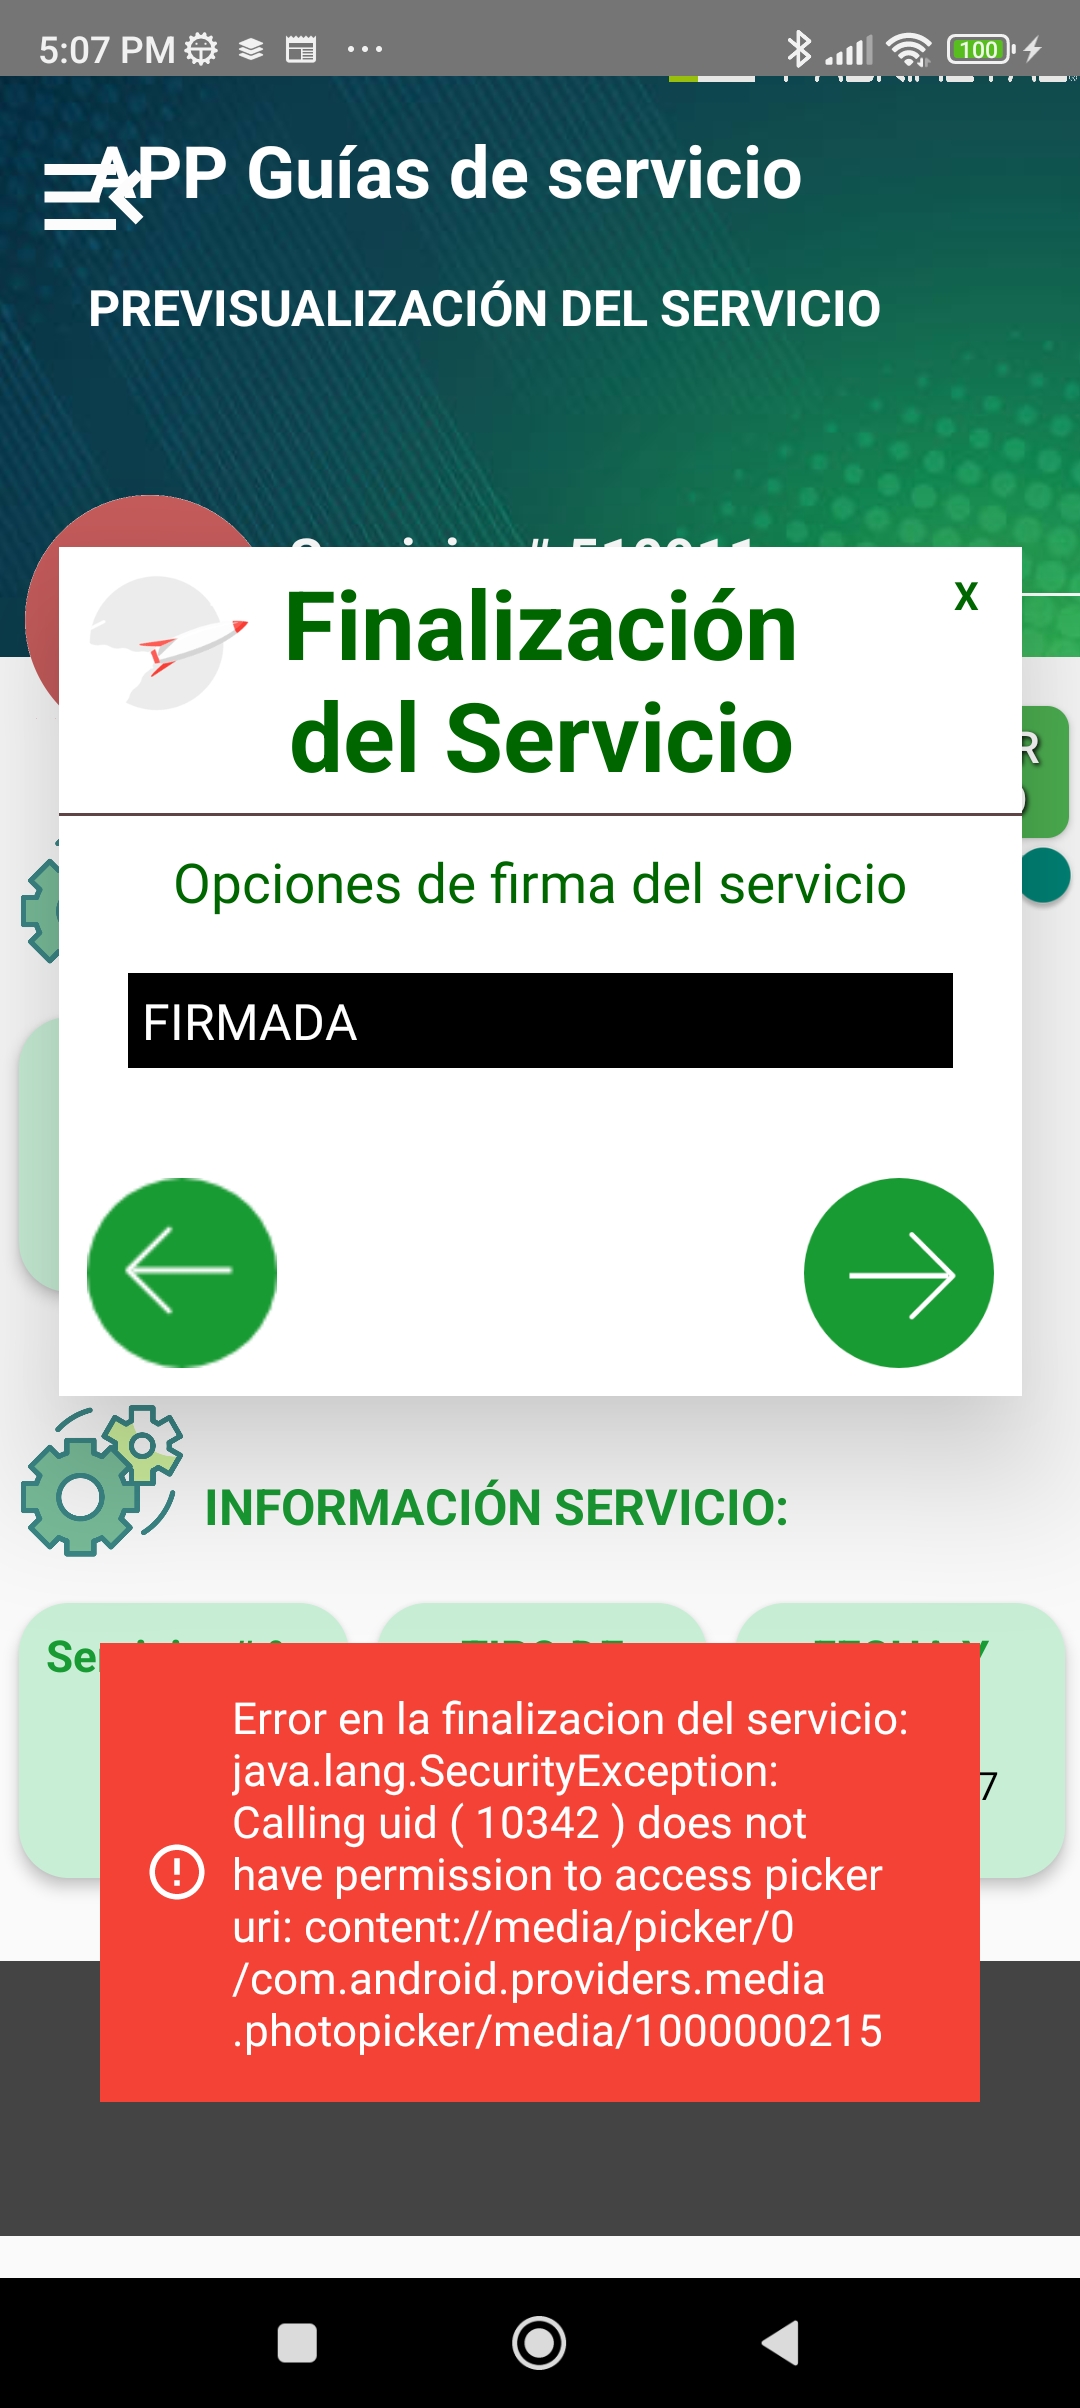 5:07 PM
100
APP Guías de servicio
PREVISUALIZACIÓN DEL SERVICIO
Finalización
del Servicio
X
R
Opciones de firma del servicio
FIRMADA
INFORMACIÓN SERVICIO:
Error en la finalizacion del servicio:
java.lang.SecurityException:
Calling uid ( 10342 ) does not
have permission to access picker
uri: content://media/picker/0
/com.android.providers.media
.photopicker/media/1000000215
7